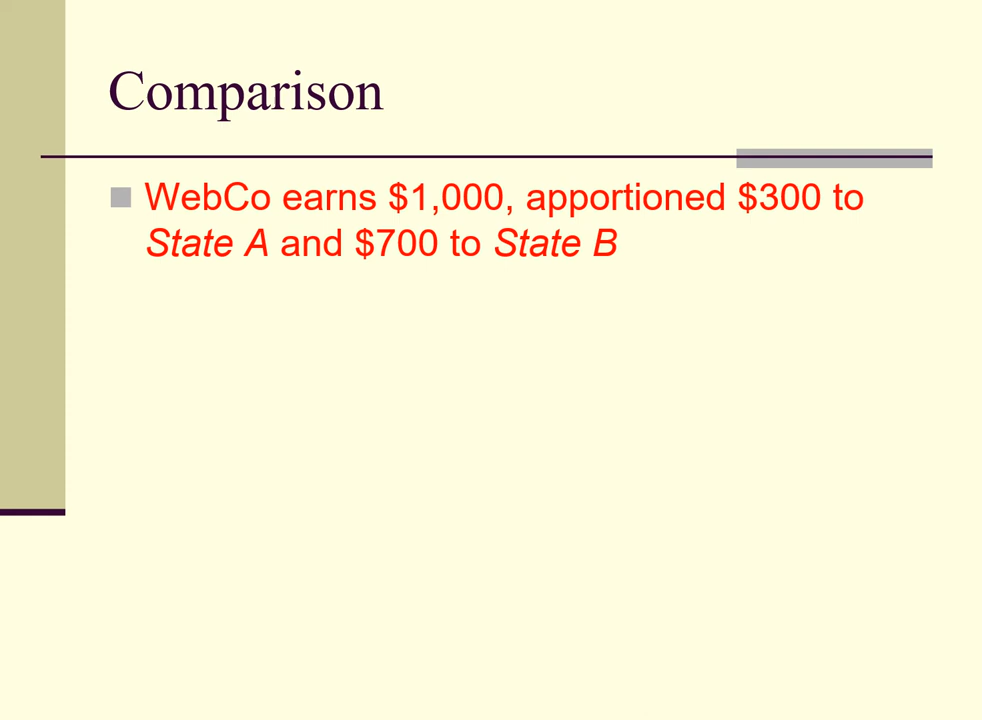 Comparison
WebCo earns $1,000, apportioned $300 to
State A and $700 to State B